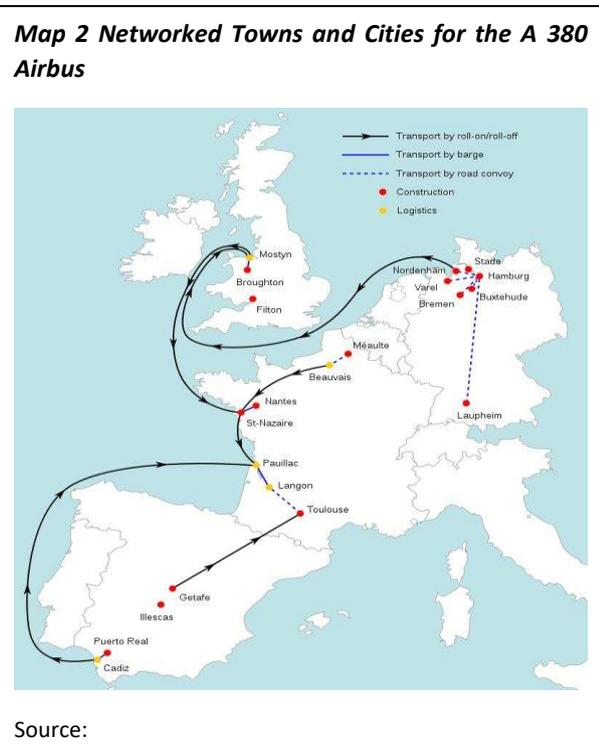 Map 2 Networked Towns and Cities for the A 380
Airbus
Transport by roll-on/roll-off
Transport by barge
Transport by road convoy
Construction
Logistics
Mostyn
Broughton
Filton
Stade
Nordenham
Hamburg
Varel
Buxtehude
Bremen
Méaulte
Beauvais
Nantes
St-Nazaire
Laupheim
Pauillac
Langon
Toulouse
Getafe
Illescas
Puerto Real
Cadiz
Source: